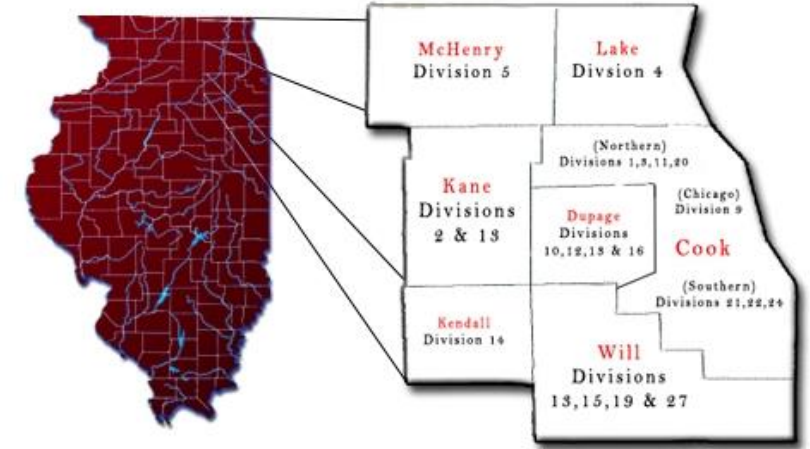 McHenry
Division 5
Lake
Divsion 4
(Northern)
Divisions 1,3,11,20
Kane
Divisions
2 & 13
(Chicago)
Division 9
Dupage
Divisions
10,12,13 & 16
Cook
(Southern)
Divisions 21,22,24
Kendall
Division 14
Will
Divisions
13,15,19 & 27